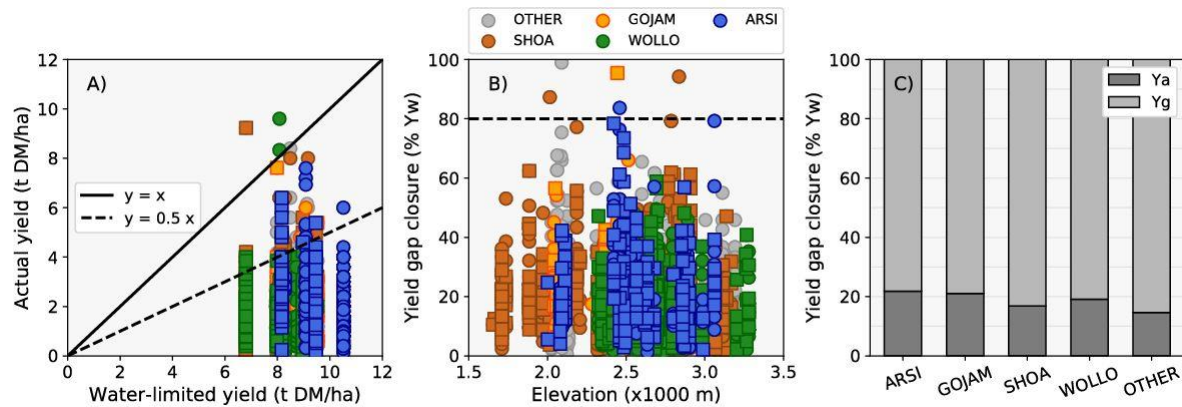 OTHER GOJAM ARSI
SHOA WOLLO
A)
y = x
y = 0.5 x
Actual yield (t DM/ha)
12
10
8
6
4
2
0
0 2 4 6 8 10 12
Water-limited yield (t DM/ha)
B)
Yield gap closure (% Yw)
100
80
60
40
20
0
1.5 2.0 2.5 3.0 3.5
Elevation (x1000 m)
C)
Ya
Yg
Yield gap closure (% Yw)
100
80
60
40
20
0
ARSI GOJAM SHOA WOLLO OTHER